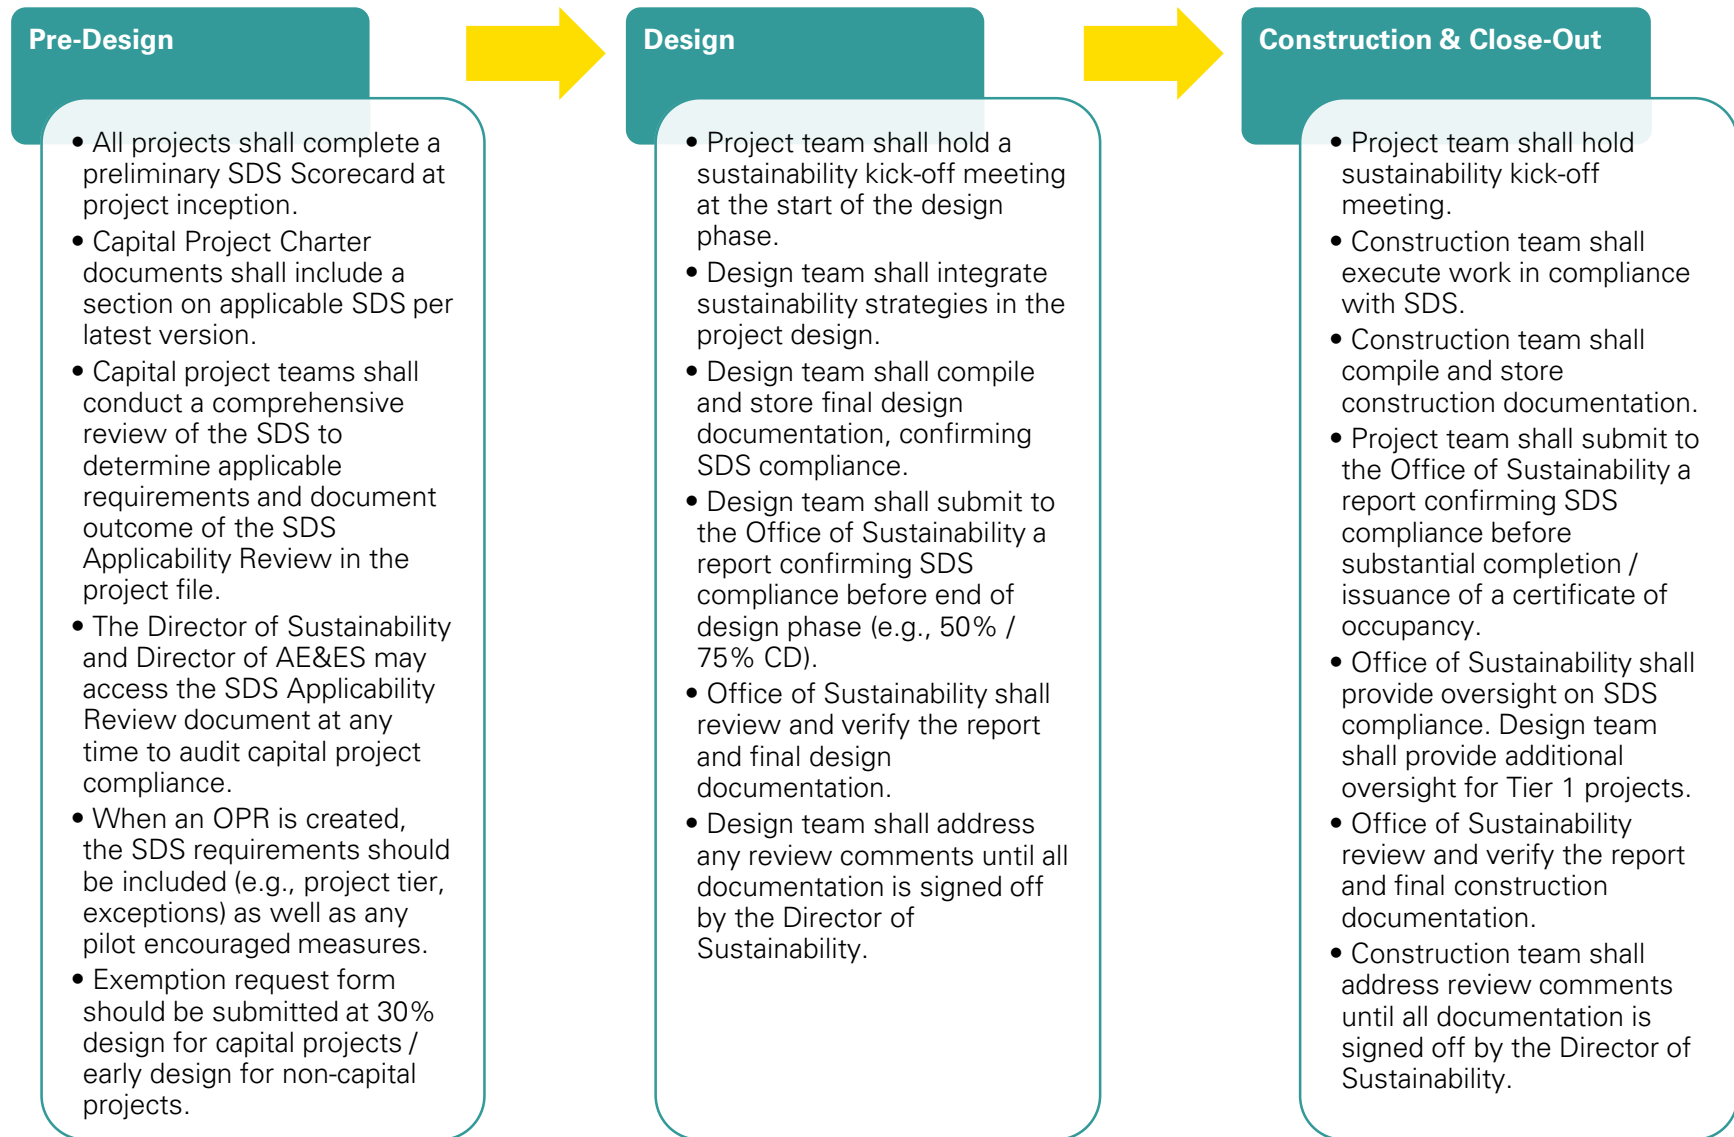 Pre-Design
• All projects shall complete a
preliminary SDS Scorecard at
project inception.
• Capital Project Charter
documents shall include a
section on applicable SDS per
latest version.
• Capital project teams shall
conduct a comprehensive
review of the SDS to
determine applicable
requirements and document
outcome of the SDS
Applicability Review in the
project file.
• The Director of Sustainability
and Director of AE&ES may
access the SDS Applicability
Review document at any
time to audit capital project
compliance.
• When an OPR is created,
the SDS requirements should
be included (e.g., project tier,
exceptions) as well as any
pilot encouraged measures.
• Exemption request form
should be submitted at 30%
design for capital projects /
early design for non-capital
projects.
Design
• Project team shall hold a
sustainability kick-off meeting
at the start of the design
phase.
• Design team shall integrate
sustainability strategies in the
project design.
• Design team shall compile
and store final design
documentation, confirming
SDS compliance.
• Design team shall submit to
the Office of Sustainability a
report confirming SDS
compliance before end of
design phase (e.g., 50% /
75% CD).
• Office of Sustainability shall
review and verify the report
and final design
documentation.
• Design team shall address
any review comments until all
documentation is signed off
by the Director of
Sustainability.
Construction & Close-Out
• Project team shall hold
sustainability kick-off
meeting.
• Construction team shall
execute work in compliance
with SDS.
• Construction team shall
compile and store
construction documentation.
• Project team shall submit to
the Office of Sustainability a
report confirming SDS
compliance before
substantial completion /
issuance of a certificate of
occupancy.
• Office of Sustainability shall
provide oversight on SDS
compliance. Design team
shall provide additional
oversight for Tier 1 projects.
• Office of Sustainability
review and verify the report
and final construction
documentation.
• Construction team shall
address review comments
until all documentation is
signed off by the Director of
Sustainability.